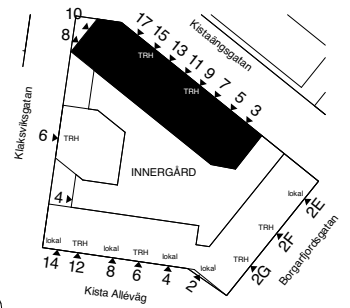 10
8
17
15
13
11
9
7
5
3
Kistaängsgatan
TRH
TRH
Klaksviksgatan
6
TRH
INNERGÅRD
4
lokal
2E
TRH
2F
Borgarfjordsgatan
lokal
2G
lokal
TRH
lokal
TRH
lokal
lokal
14
12
8
6
4
2
Kista Alléväg
)